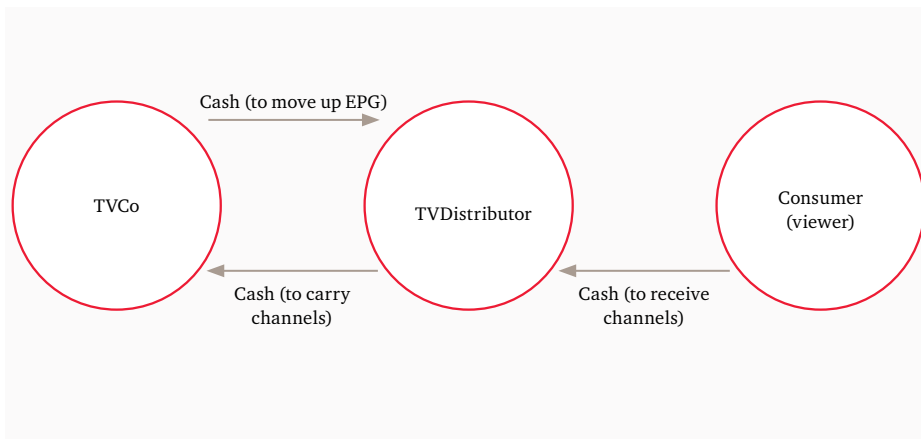 Cash (to move up EPG)
TVCo
TVDistributor
Consumer
(viewer)
Cash (to carry
channels)
Cash (to receive
channels)